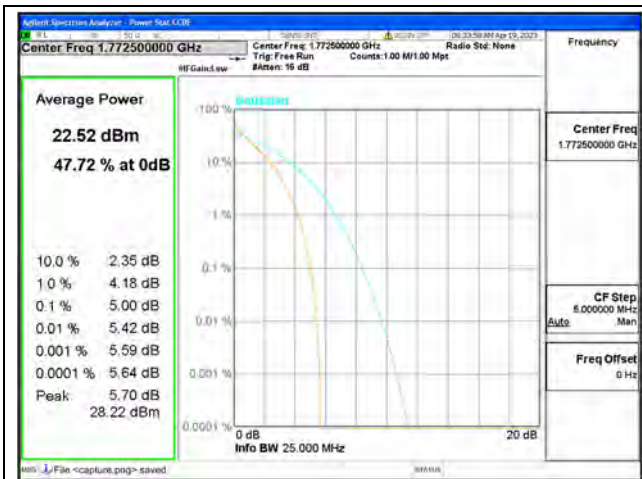 Agilent Spectrum Analyzer - Power Stat CCDF
Center Freq 1.772500000 GHz
Center Freq: 1.772500000 GHz
Radio Std: None
Trig: Free Run
Counts:1.00 M/1.00 Mpt
#IFGain:Low
#Atten: 16 dB
08:33:58 AM Apr 19, 2023
Frequency
Average Power
22.52 dBm
47.72 % at 0dB
10.0 % 2.35 dB
1.0 % 4.18 dB
0.1 % 5.00 dB
0.01 % 5.42 dB
0.001 % 5.59 dB
0.0001 % 5.64 dB
Peak 5.70 dB
28.22 dBm
100 % Gaussian
10 %
1 %
0.1 %
0.01 %
0.001 %
0.0001 %
0 dB
20 dB
Info BW 25.000 MHz
Center Freq
1.772500000 GHz
CF Step
5.000000 MHz
Auto Man
Freq Offset
0 Hz
MSG File <capture.png> saved
STATUS